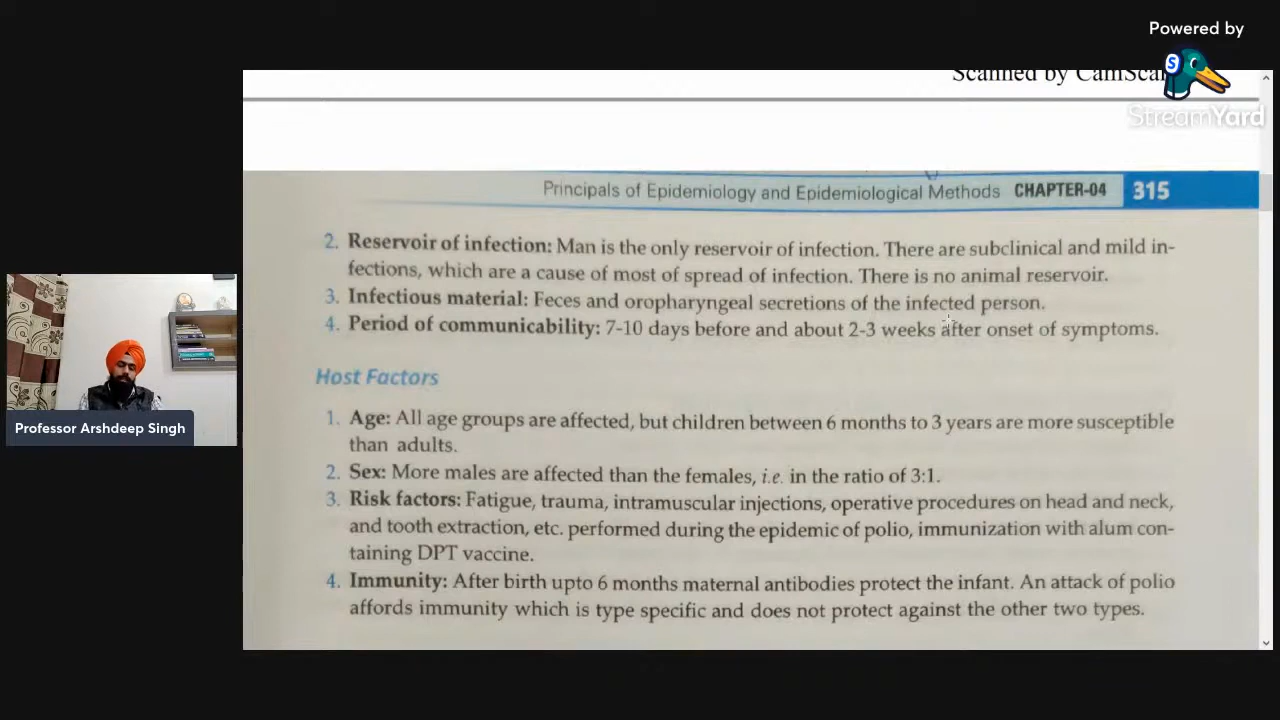 Powered by
Scanned by CamSca
StreamYard
Principals of Epidemiology and Epidemiological Methods CHAPTER-04 315
2. Reservoir of infection: Man is the only reservoir of infection. There are subclinical and mild in-
fections, which are a cause of most of spread of infection. There is no animal reservoir.
3. Infectious material: Feces and oropharyngeal secretions of the infected person.
4. Period of communicability: 7-10 days before and about 2-3 weeks after onset of symptoms.
Host Factors
1. Age: All age groups are affected, but children between 6 months to 3 years are more susceptible
than adults.
2. Sex: More males are affected than the females, i.e. in the ratio of 3:1.
3. Risk factors: Fatigue, trauma, intramuscular injections, operative procedures on head and neck,
and tooth extraction, etc. performed during the epidemic of polio, immunization with alum con-
taining DPT vaccine.
4. Immunity: After birth upto 6 months maternal antibodies protect the infant. An attack of polio
affords immunity which is type specific and does not protect against the other two types.
Professor Arshdeep Singh